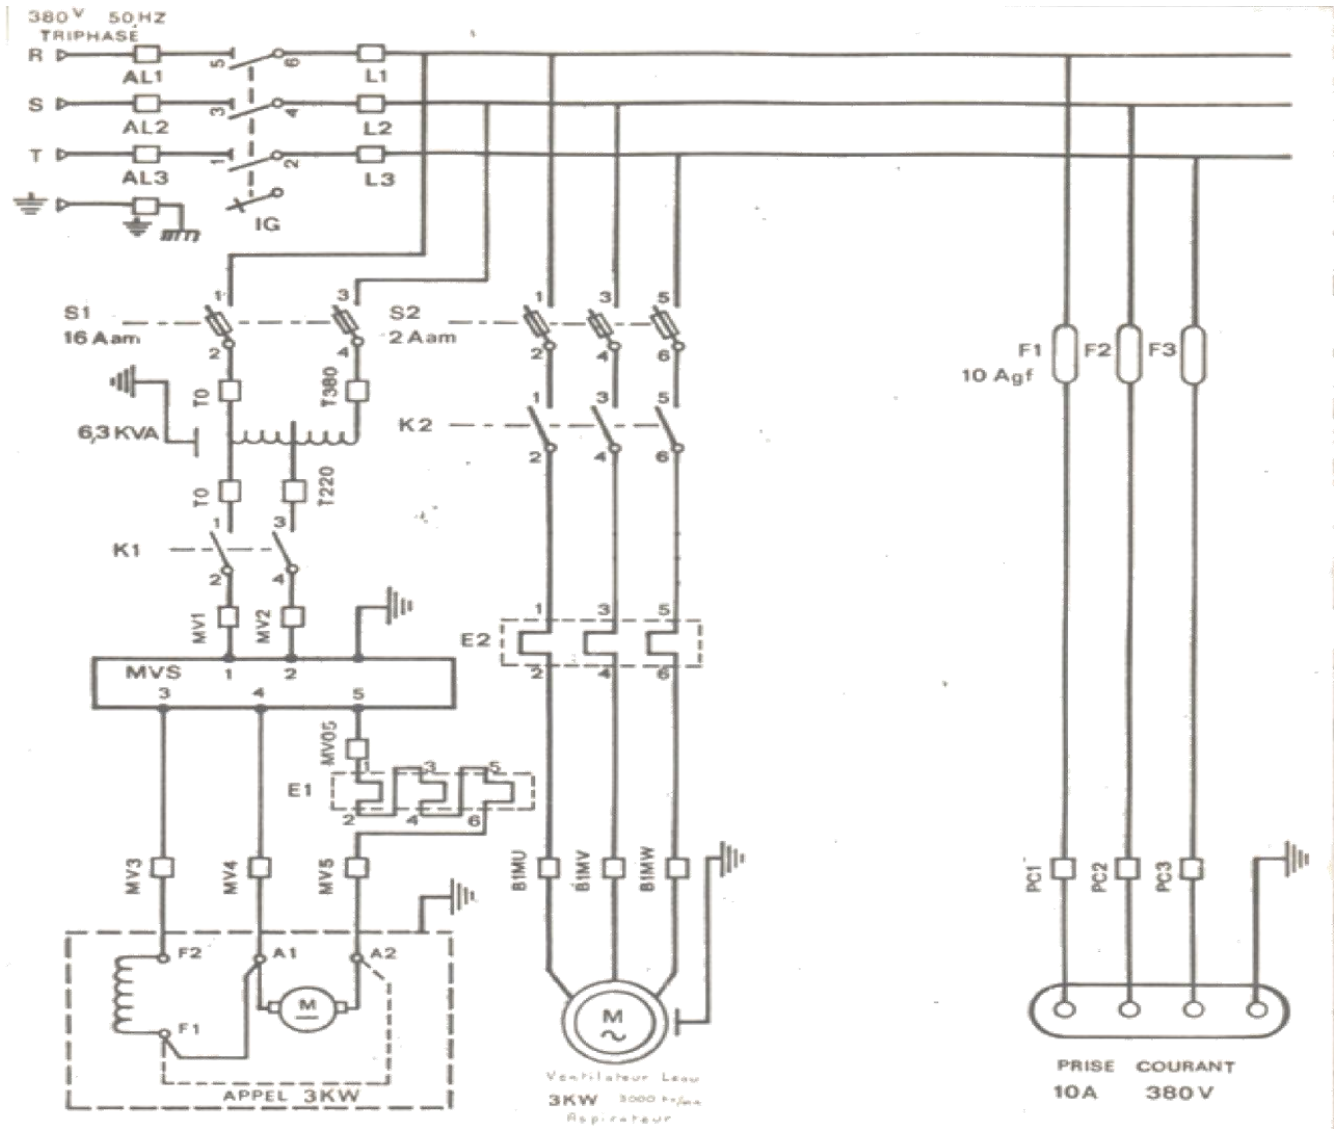 380V 50HZ
TRIPHASÉ
R
AL1
5
6
L1
S
AL2
3
4
L2
T
AL3
1
2
L3
IG
S1
16 Aam
1
2
3
4
S2
2 Aam
1
2
3
4
5
6
F1
10 Agf
F2
F3
T0
T380
6,3 KVA
K2
1
2
3
4
5
6
T0
T220
K1
1
2
3
4
MV1
MV2
E2
1
2
3
4
5
6
MVS
1
2
3
4
5
MV05
E1
1
2
3
4
5
6
MV3
MV4
MV5
B1MU
B1MV
B1MW
PC1
PC2
PC3
F2
A1
A2
F1
M
APPEL 3KW
M
~
Ventilateur
3KW 3000
Aspirateur
PRISE COURANT
10A 380V